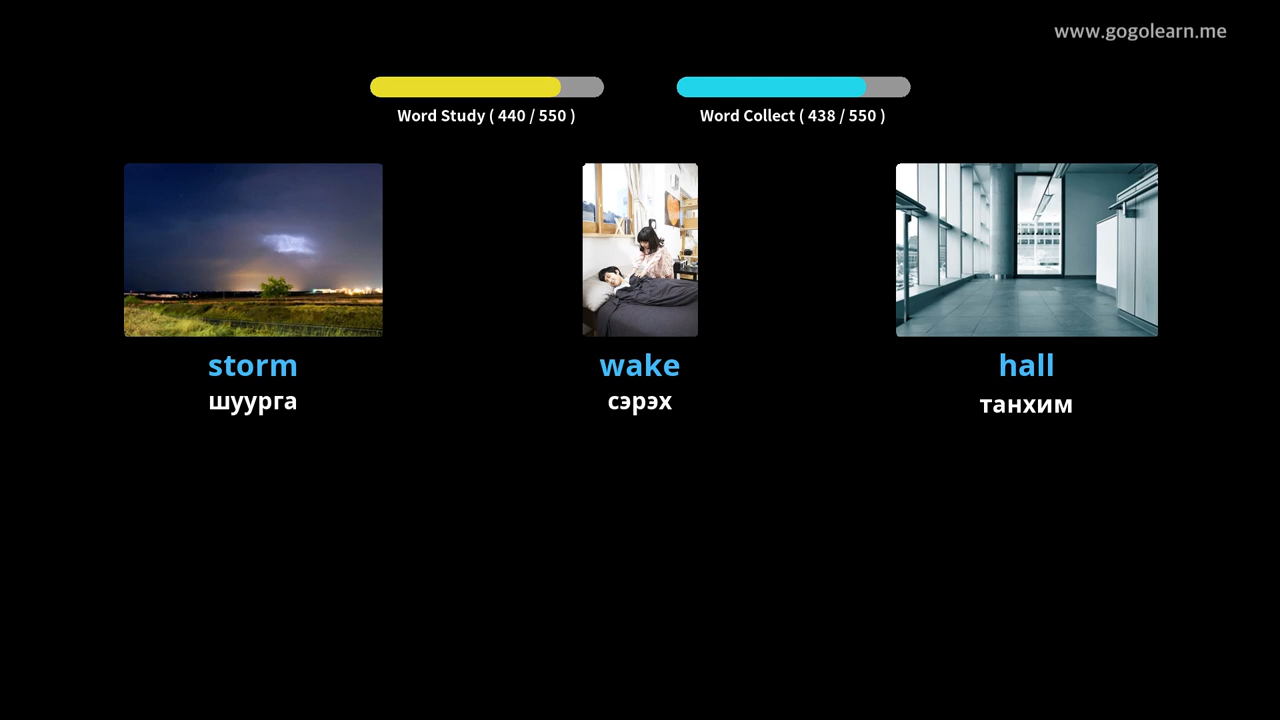 www.gogolearn.me
Word Study ( 440 / 550 )
Word Collect ( 438 / 550 )
storm
шуурга
wake
сэрэх
hall
танхим